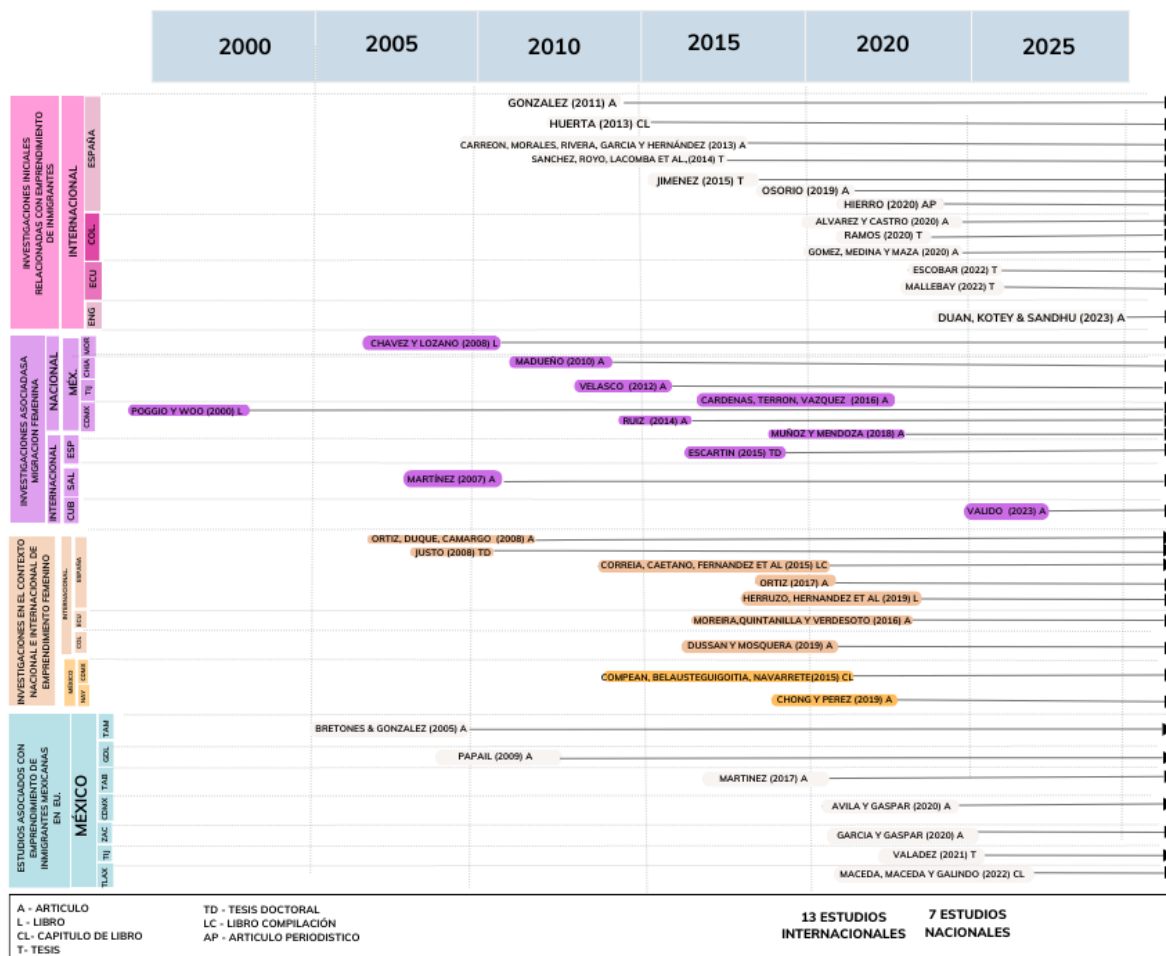 2000
2005
2010
2015
2020
2025
INVESTIGACIONES INICIALES
RELACIONADAS CON EMPRENDIMIENTO
DE INMIGRANTES
INTERNACIONAL
ESPAÑA
GONZALEZ (2011) A
HUERTA (2013) CL
CARREON, MORALES, RIVERA, GARCIA Y HERNÁNDEZ (2013) A
SANCHEZ, ROYO, LACOMBA ET AL.,(2014) T
JIMENEZ (2015) T
OSORIO (2019) A
HIERRO (2020) AP
COL.
ALVAREZ Y CASTRO (2020) A
RAMOS (2020) T
GOMEZ, MEDINA Y MAZA (2020) A
ECU
ESCOBAR (2022) T
MALLEBAY (2022) T
ENG
DUAN, KOTEY & SANDHU (2023) A
INVESTIGACIONES ASOCIADASA
MIGRACION FEMENINA
NACIONAL
MÉX.
MOR
CHAVEZ Y LOZANO (2008) L
CHIA
MADUEÑO (2010) A
TIJ
VELASCO (2012) A
CARDENAS, TERRON, VAZQUEZ (2016) A
CDMX
POGGIO Y WOO (2000) L
RUIZ (2014) A
MUÑOZ Y MENDOZA (2018) A
INTERNACIONAL
ESP
ESCARTIN (2015) TD
SAL
MARTÍNEZ (2007) A
CUB
VALIDO (2023) A
INVESTIGACIONES EN EL CONTEXTO
NACIONAL E INTERNACIONAL DE
EMPRENDIMIENTO FEMENINO
INTERNACIONAL.
ESPAÑA
ORTIZ, DUQUE, CAMARGO (2008) A
JUSTO (2008) TD
CORREIA, CAETANO, FERNANDEZ ET AL (2015) LC
ORTIZ (2017) A
HERRUZO, HERNANDEZ ET AL (2019) L
ECU
MOREIRA,QUINTANILLA Y VERDESOTO (2016) A
COL
DUSSAN Y MOSQUERA (2019) A
MÉXICO
CDMX
COMPEAN, BELAUSTEGUIGOITIA, NAVARRETE(2015) CL
NAY
CHONG Y PEREZ (2019) A
ESTUDIOS ASOCIADOS CON
EMPRENDIMIENTO DE
INMIGRANTES MEXICANAS
EN EU.
MÉXICO
TAM
BRETONES & GONZALEZ (2005) A
GDL
PAPAIL (2009) A
TAB
MARTINEZ (2017) A
CDMX
AVILA Y GASPAR (2020) A
ZAC
GARCIA Y GASPAR (2020) A
TIJ
VALADEZ (2021) T
TLAX
MACEDA, MACEDA Y GALINDO (2022) CL
A - ARTICULO
L - LIBRO
CL- CAPITULO DE LIBRO
T- TESIS
TD - TESIS DOCTORAL
LC - LIBRO COMPILACIÓN
AP - ARTICULO PERIODISTICO
13 ESTUDIOS
INTERNACIONALES
7 ESTUDIOS
NACIONALES